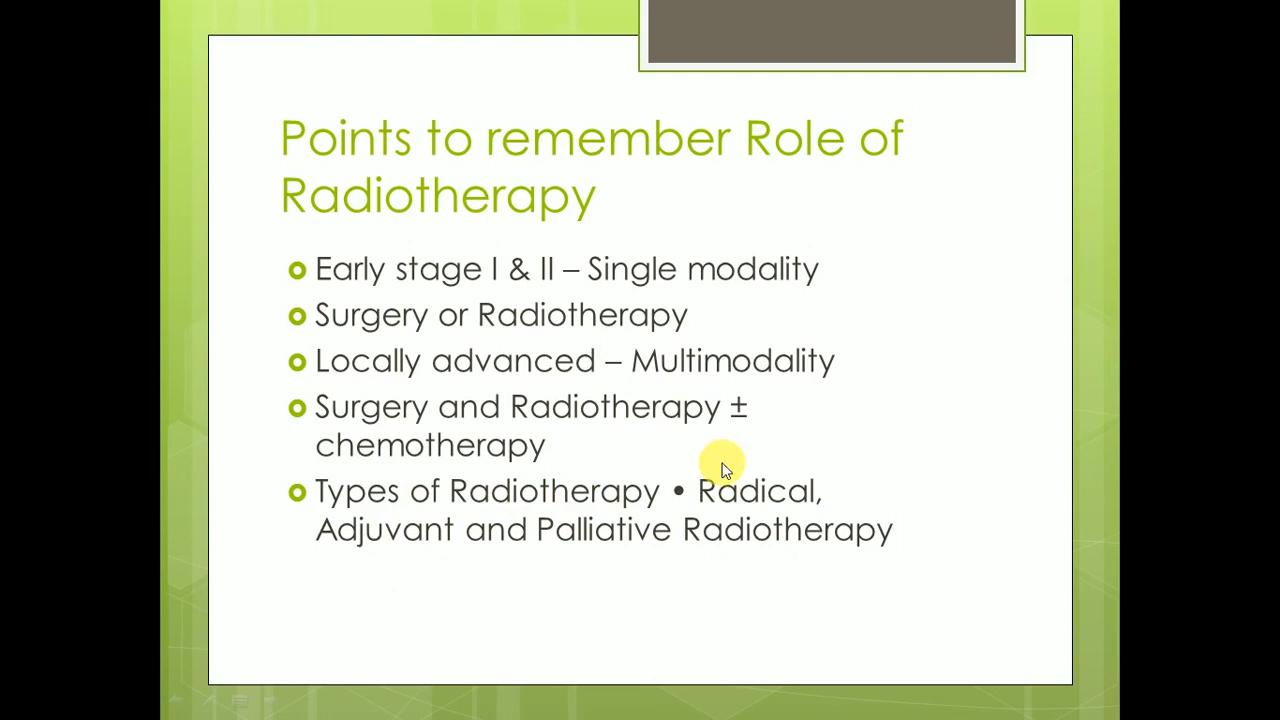 Points to remember Role of
Radiotherapy
Early stage I & II – Single modality
Surgery or Radiotherapy
Locally advanced – Multimodality
Surgery and Radiotherapy ±
chemotherapy
Types of Radiotherapy • Radical,
Adjuvant and Palliative Radiotherapy